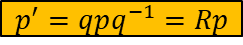 p′ = qpq⁻¹ = Rp